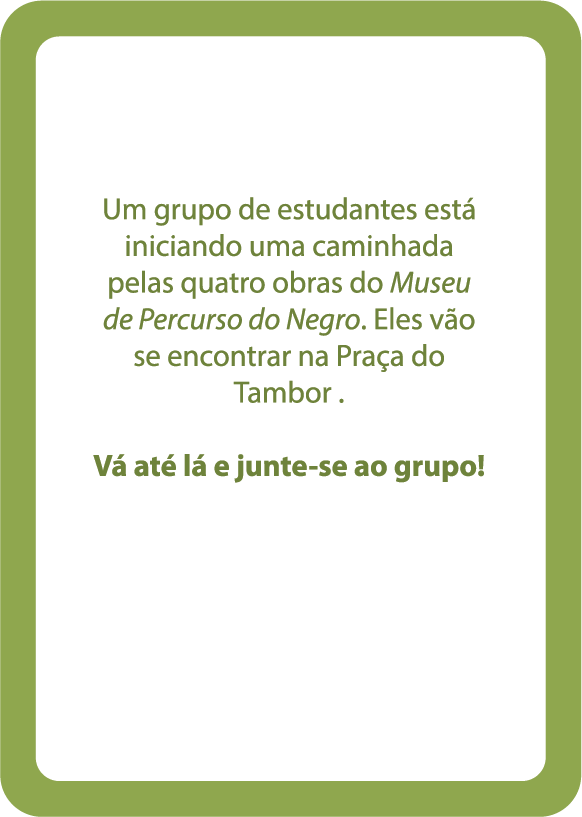 Um grupo de estudantes está
iniciando uma caminhada
pelas quatro obras do Museu
de Percurso do Negro. Eles vão
se encontrar na Praça do
Tambor .
Vá até lá e junte-se ao grupo!